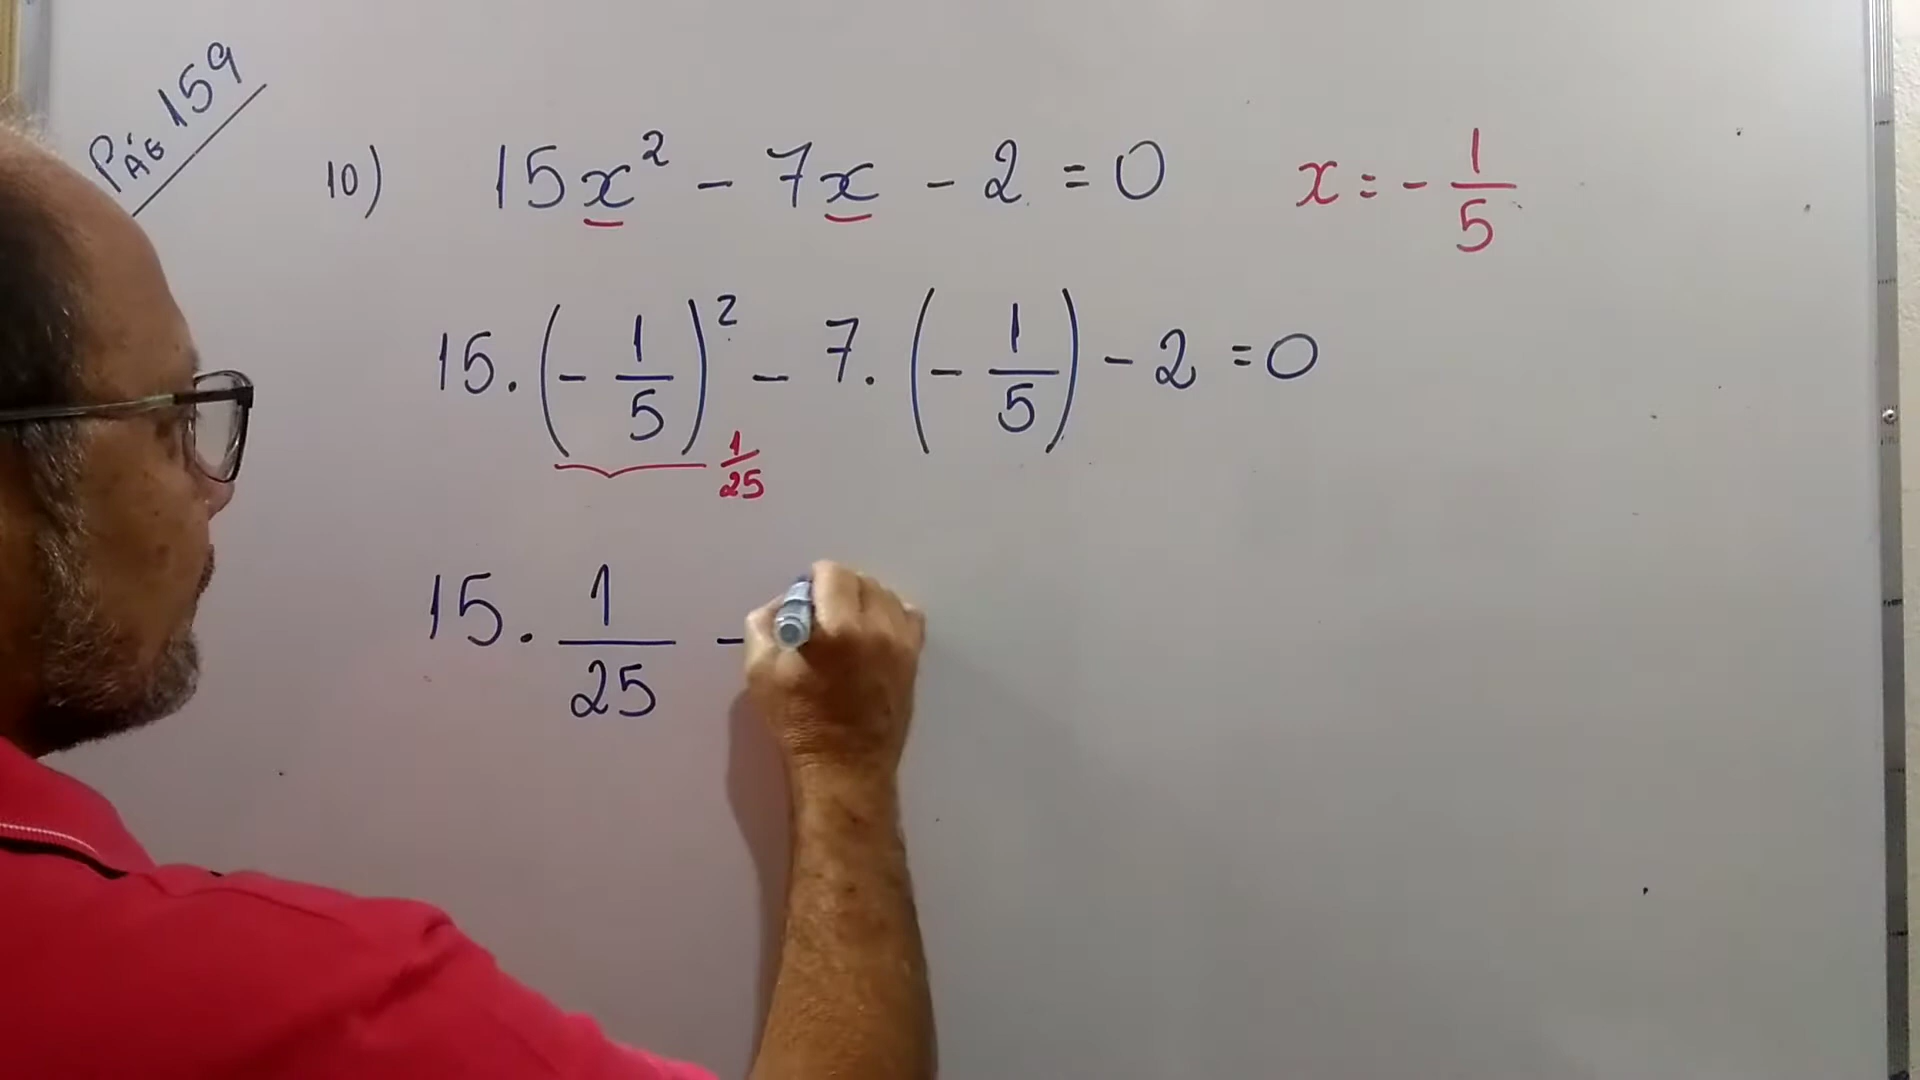 PÁG 159
10) 15x² - 7x - 2 = 0 x = - 1/5
15 . (- 1/5)² - 7 . (- 1/5) - 2 = 0
1/25
15 . 1/25 -